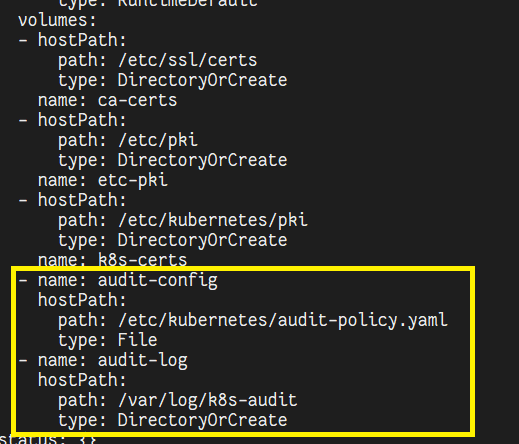 type: RuntimeDefault
volumes:
- hostPath:
path: /etc/ssl/certs
type: DirectoryOrCreate
name: ca-certs
- hostPath:
path: /etc/pki
type: DirectoryOrCreate
name: etc-pki
- hostPath:
path: /etc/kubernetes/pki
type: DirectoryOrCreate
name: k8s-certs
- name: audit-config
hostPath:
path: /etc/kubernetes/audit-policy.yaml
type: File
- name: audit-log
hostPath:
path: /var/log/k8s-audit
type: DirectoryOrCreate
status: {}